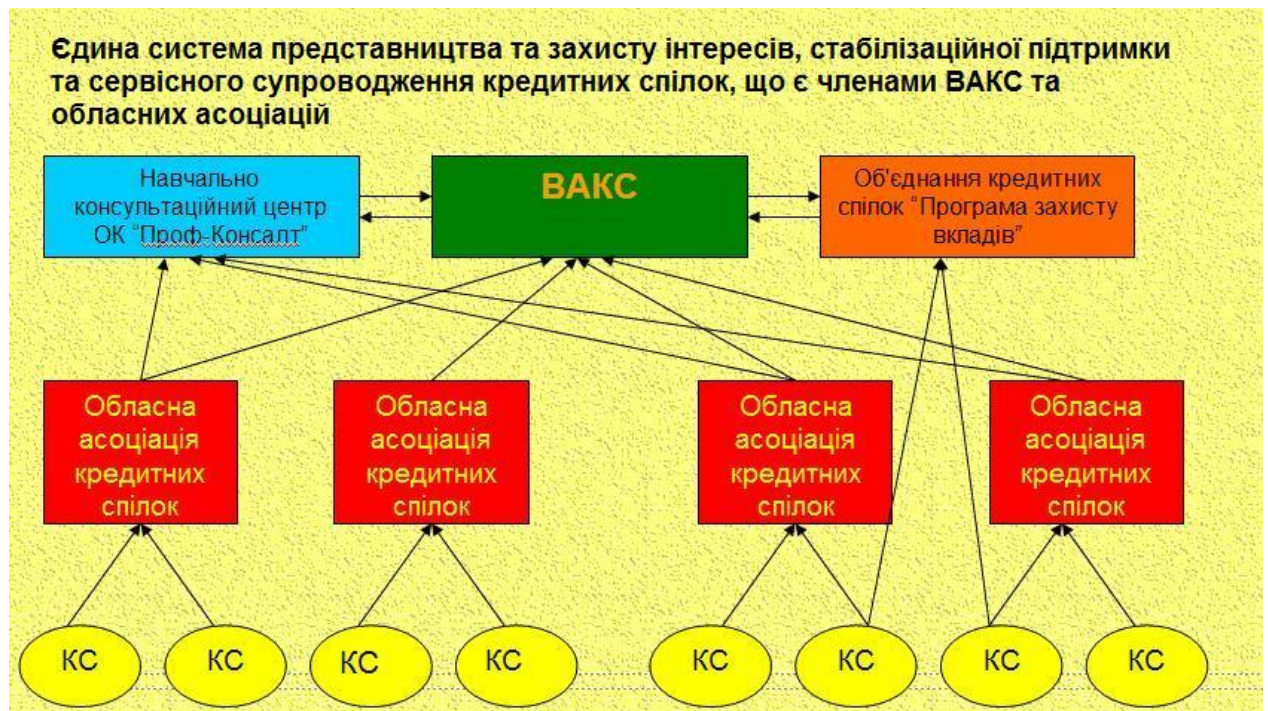 Єдина система представництва та захисту інтересів, стабілізаційної підтримки
та сервісного супроводження кредитних спілок, що є членами ВАКС та
обласних асоціацій
Навчально
консультаційний центр
ОК “Проф-Консалт”
ВАКС
Об'єднання кредитних
спілок “Програма захисту
вкладів”
Обласна
асоціація
кредитних
спілок
Обласна
асоціація
кредитних
спілок
Обласна
асоціація
кредитних
спілок
Обласна
асоціація
кредитних
спілок
КС
КС
КС
КС
КС
КС
КС
КС